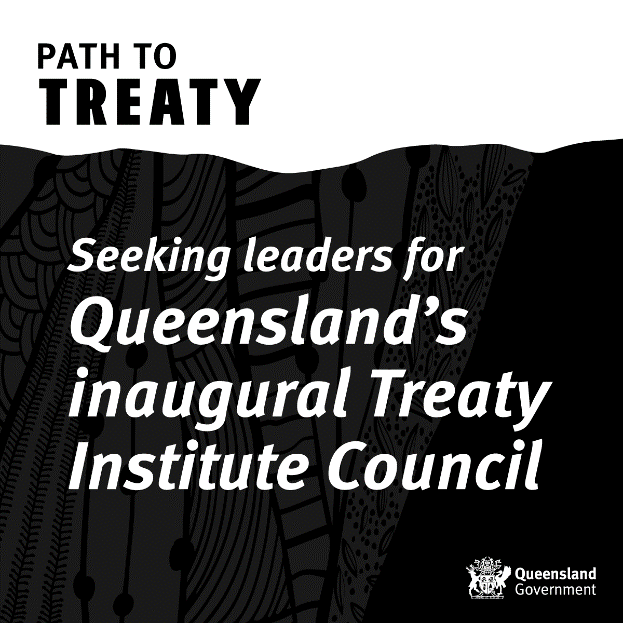 PATH TO
TREATY
Seeking leaders for
Queensland's
inaugural Treaty
Institute Council
Queensland
Government